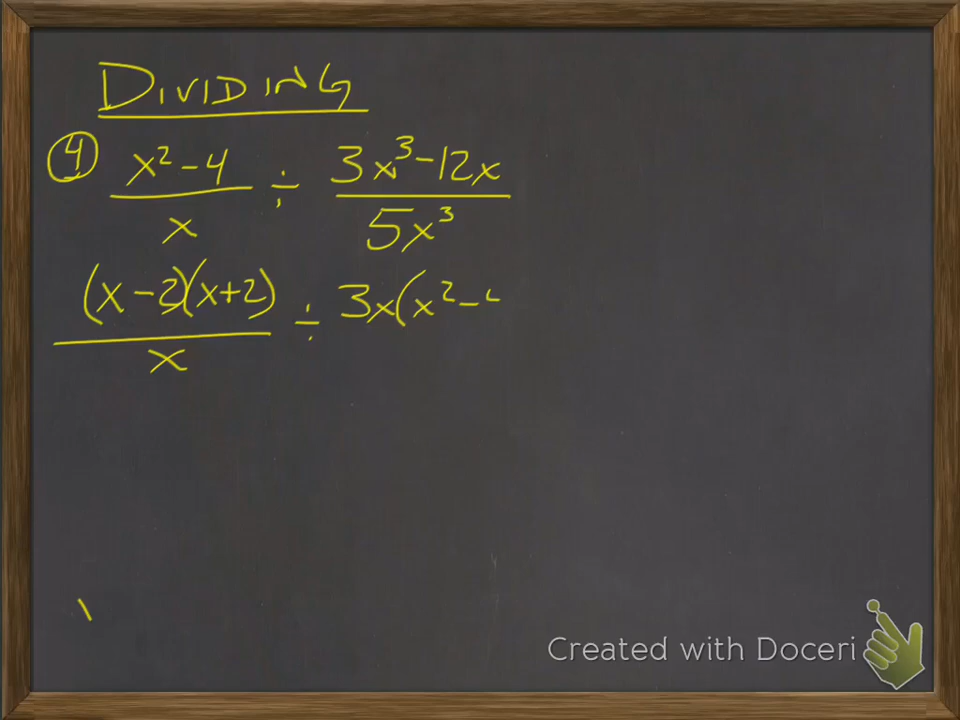 DIVIDING
④ (x² - 4)/x ÷ (3x³ - 12x)/(5x³)
((x - 2)(x + 2))/x ÷ 3x(x² -
Created with Doceri